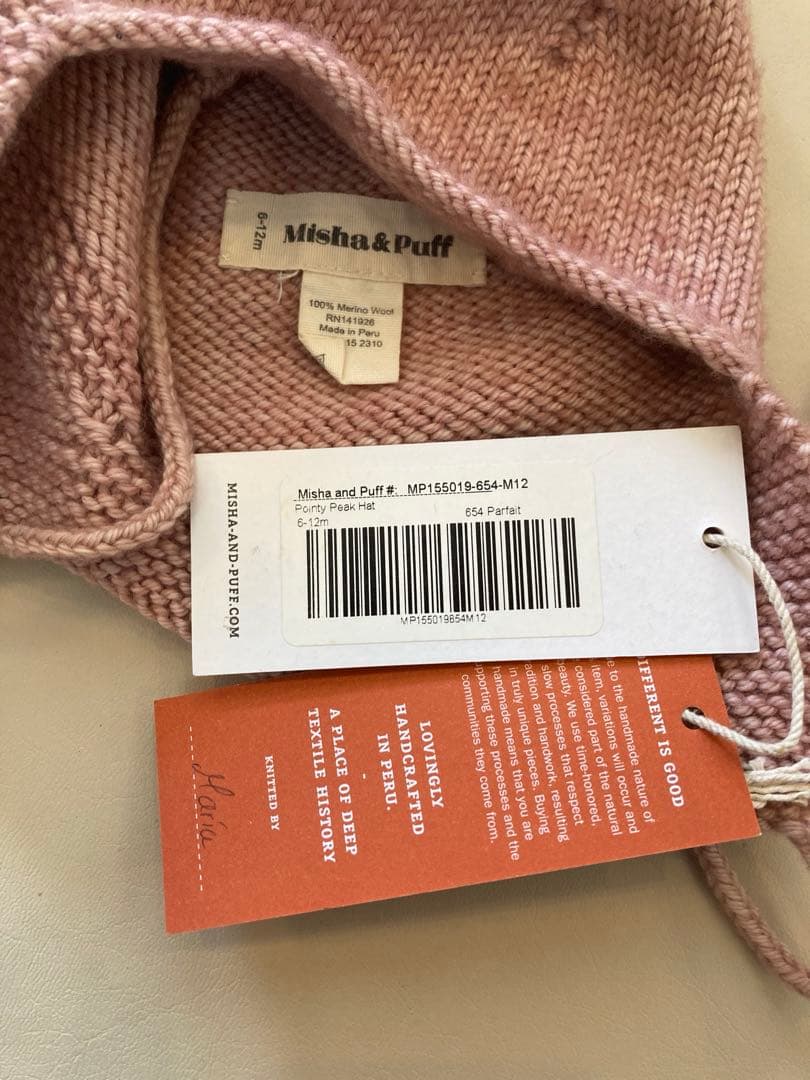 6-12m
Misha&Puff
100% Merino Wool
RN141926
Made in Peru
15 2310
MISHA-AND-PUFF.COM
Misha and Puff #: MP155019-654-M12
Pointy Peak Hat
6-12m 654 Parfait
MP155019654M12
IFFERENT IS GOOD
e to the handmade nature of
item, variations will occur and
considered part of the natural
eauty. We use time-honored,
slow processes that respect
adition and handwork, resulting
in truly unique pieces. Buying
handmade means that you are
pporting these processes and the
communities they come from.
LOVINGLY
HANDCRAFTED
IN PERU.
-
A PLACE OF DEEP
TEXTILE HISTORY
KNITTED BY
Maria